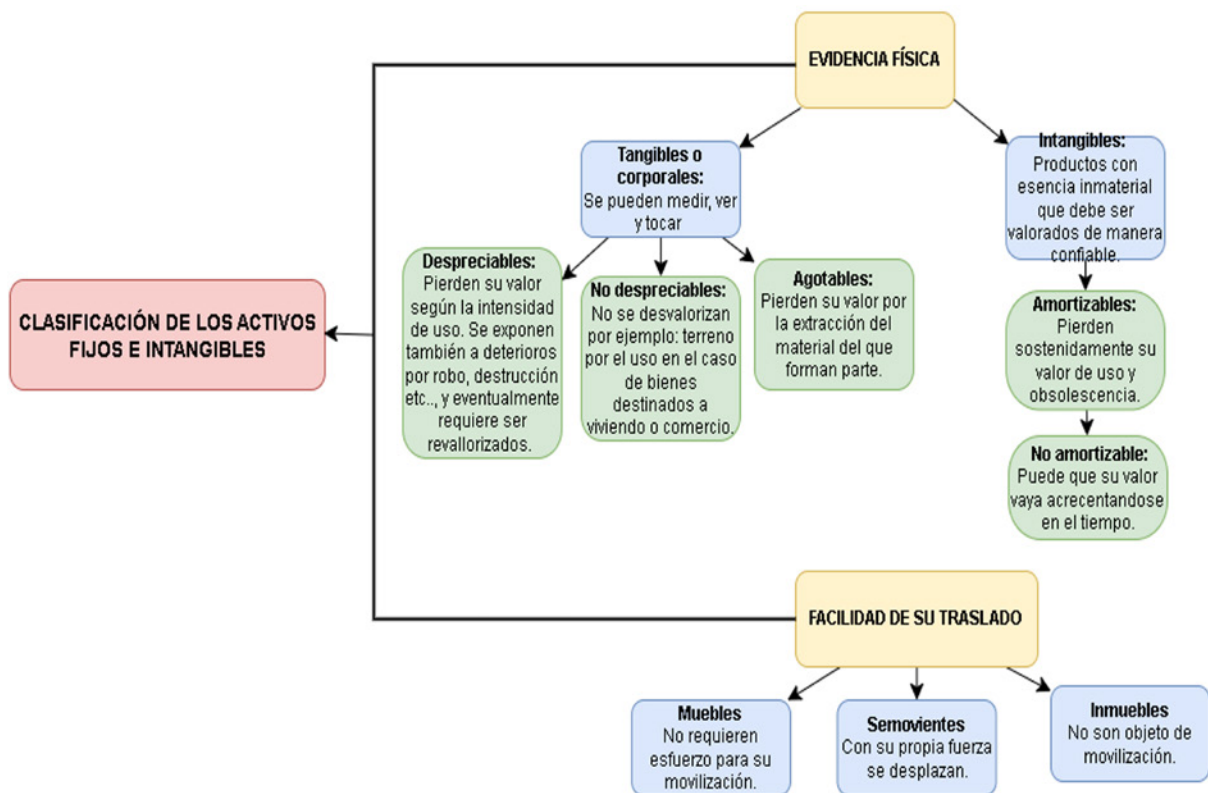 EVIDENCIA FÍSICA
Tangibles o
corporales:
Se pueden medir, ver
y tocar
Intangibles:
Productos con
esencia inmaterial
que debe ser
valorados de manera
confiable.
Despreciables:
Pierden su valor
según la intensidad
de uso. Se exponen
también a deterioros
por robo, destrucción
etc.., y eventualmente
requiere ser
revallorizados.
No despreciables:
No se desvalorizan
por ejemplo: terreno
por el uso en el caso
de bienes
destinados a
viviendo o comercio.
Agotables:
Pierden su valor por
la extracción del
material del que
forman parte.
Amortizables:
Pierden
sostenidamente su
valor de uso y
obsolescencia.
No amortizable:
Puede que su valor
vaya acrecentandose
en el tiempo.
CLASIFICACIÓN DE LOS ACTIVOS
FIJOS E INTANGIBLES
FACILIDAD DE SU TRASLADO
Muebles
No requieren
esfuerzo para su
movilización.
Semovientes
Con su propia fuerza
se desplazan.
Inmuebles
No son objeto de
movilización.